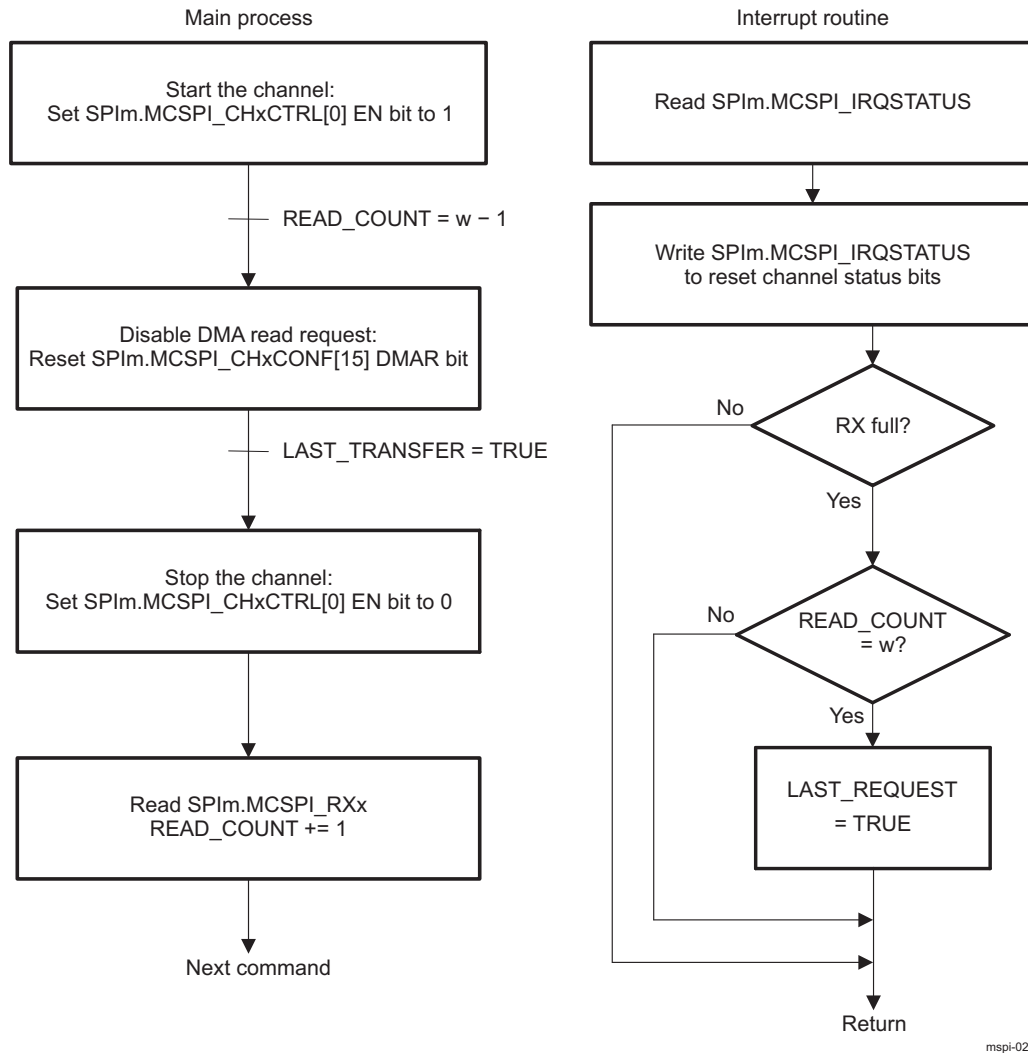 Main process
Start the channel:
Set SPIm.MCSPI_CHxCTRL[0] EN bit to 1
READ_COUNT = w – 1
Disable DMA read request:
Reset SPIm.MCSPI_CHxCONF[15] DMAR bit
LAST_TRANSFER = TRUE
Stop the channel:
Set SPIm.MCSPI_CHxCTRL[0] EN bit to 0
Read SPIm.MCSPI_RXx
READ_COUNT += 1
Next command
Interrupt routine
Read SPIm.MCSPI_IRQSTATUS
Write SPIm.MCSPI_IRQSTATUS
to reset channel status bits
No
RX full?
Yes
No
READ_COUNT
= w?
Yes
LAST_REQUEST
= TRUE
Return
mspi-02